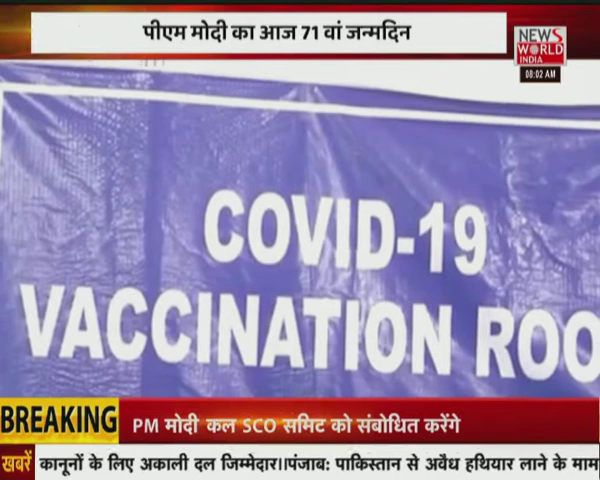 पीएम मोदी का आज 71 वां जन्मदिन
NEWS
WORLD
INDIA
08:02 AM
COVID-19
VACCINATION ROO
BREAKING
PM मोदी कल SCO समिट को संबोधित करेंगे
खबरें
कानूनों के लिए अकाली दल जिम्मेदार।।पंजाब: पाकिस्तान से अवैध हथियार लाने के माम